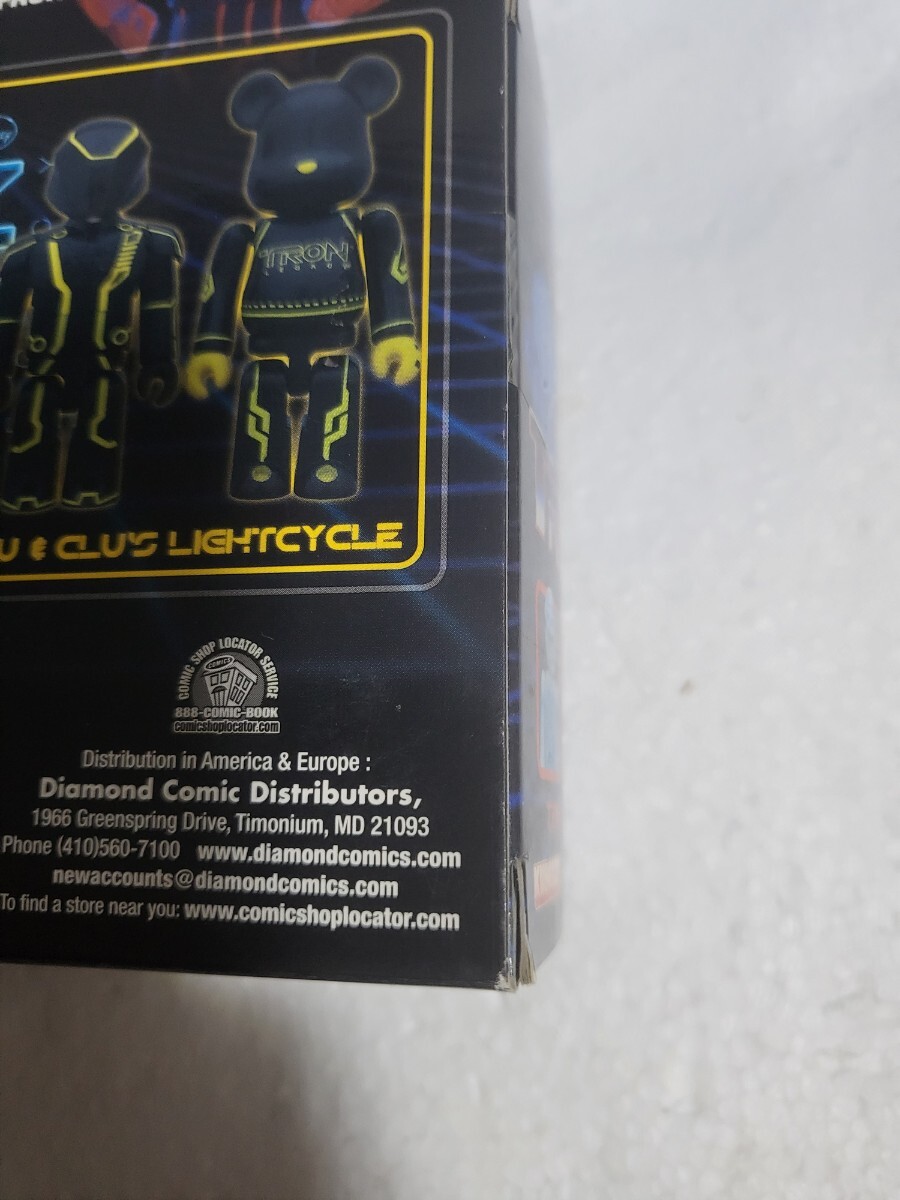 TRON
LEGACY
& CLU'S LIGHTCYCLE
COMIC SHOP LOCATOR SERVICE
COMICS
888-COMIC-BOOK
comicshoplocator.com
Distribution in America & Europe :
Diamond Comic Distributors,
1966 Greenspring Drive, Timonium, MD 21093
Phone (410)560-7100 www.diamondcomics.com
newaccounts@diamondcomics.com
To find a store near you: www.comicshoplocator.com